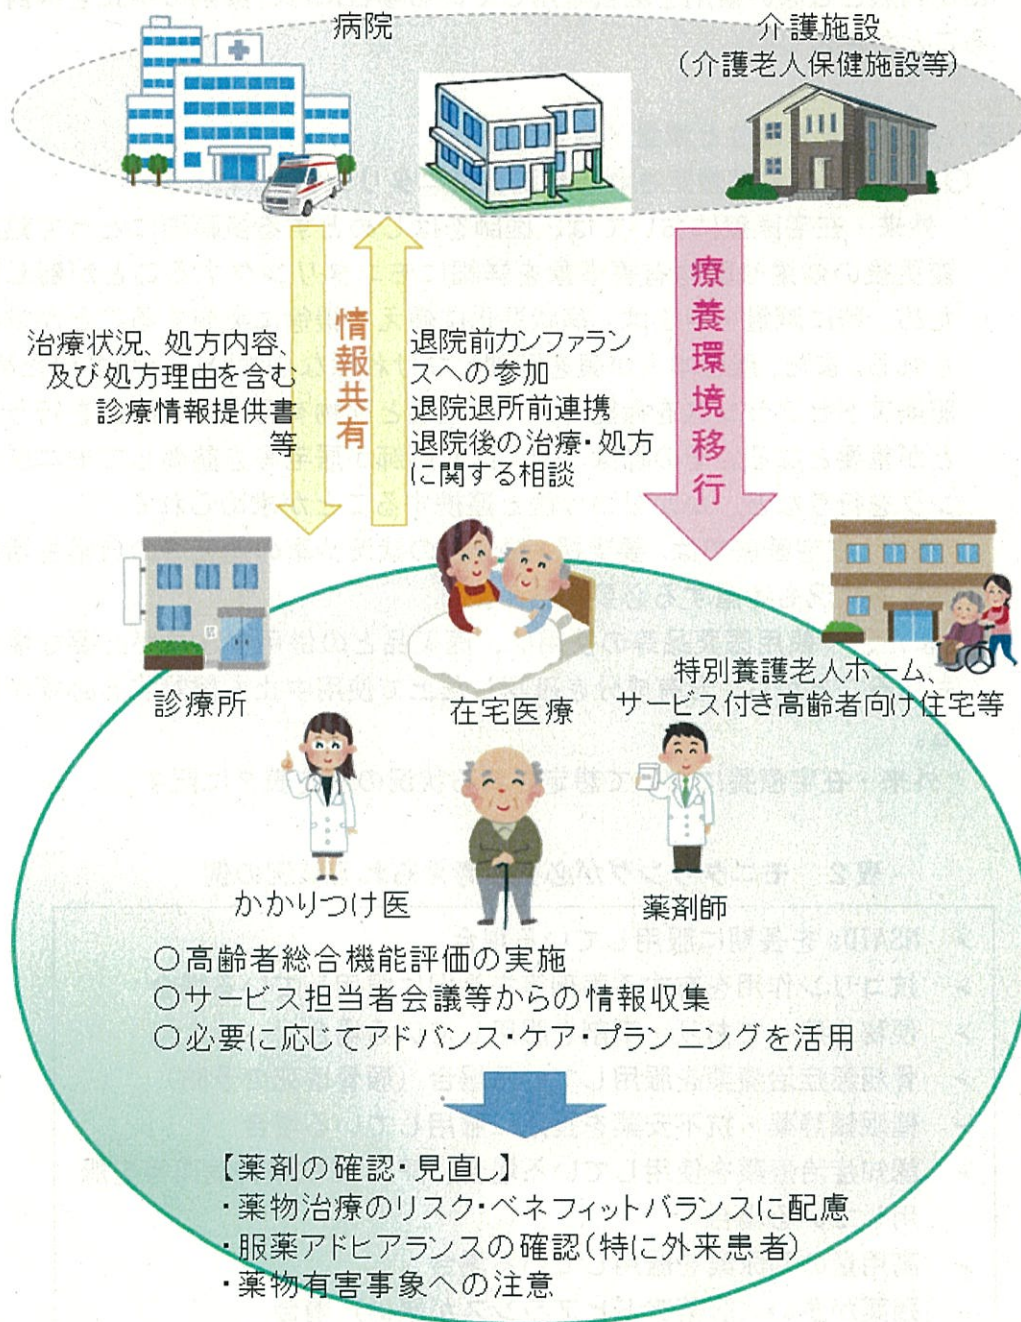 病院
介護施設
（介護老人保健施設等）
治療状況、処方内容、
及び処方理由を含む
診療情報提供書
等
情報共有
退院前カンファラン
スへの参加
退院退所前連携
退院後の治療・処方
に関する相談
療養環境移行
診療所
在宅医療
特別養護老人ホーム、
サービス付き高齢者向け住宅等
かかりつけ医
薬剤師
○高齢者総合機能評価の実施
○サービス担当者会議等からの情報収集
○必要に応じてアドバンス・ケア・プランニングを活用
【薬剤の確認・見直し】
・薬物治療のリスク・ベネフィットバランスに配慮
・服薬アドヒアランスの確認（特に外来患者）
・薬物有害事象への注意